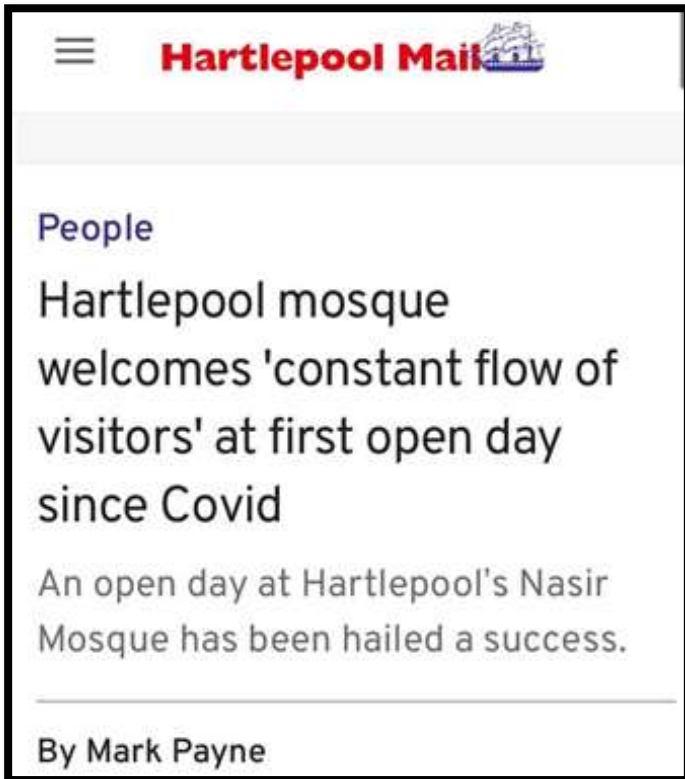 Hartlepool Mail
People
Hartlepool mosque
welcomes 'constant flow of
visitors' at first open day
since Covid
An open day at Hartlepool's Nasir
Mosque has been hailed a success.
By Mark Payne